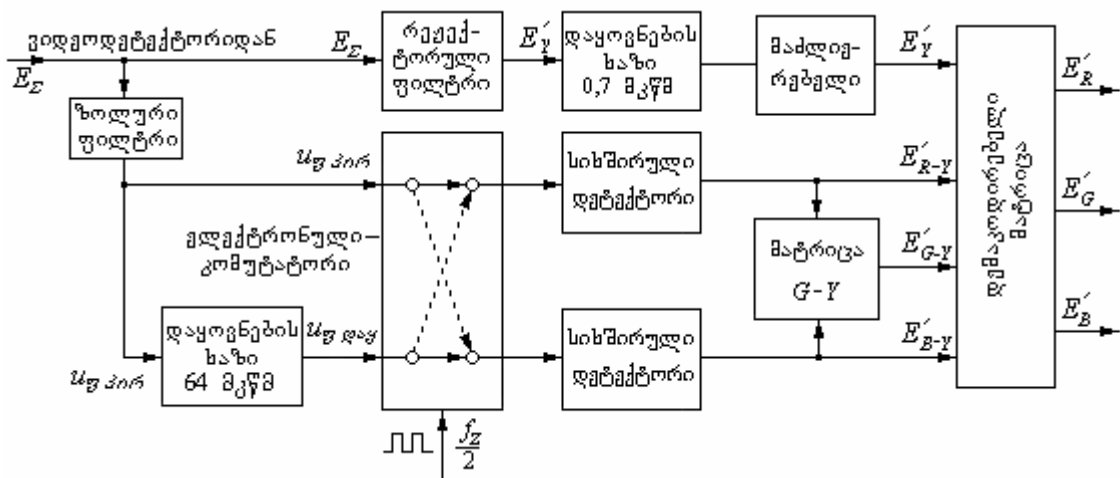 ვიდეოდეტექტორიდან
E_Σ
E_Σ
რეჟექ-
ტორული
ფილტრი
E′_Y
დაყოვნების
ხაზი
0,7 მკწმ
მაძლიე-
რებელი
E′_Y
ზოლური
ფილტრი
u_ფ პირ
სიხშირული
დეტექტორი
E′_R-Y
ელექტრონული-
კომუტატორი
მატრიცა
G-Y
E′_G-Y
დაყოვნების
ხაზი
64 მკწმ
u_ფ პირ
u_ფ დაყ
სიხშირული
დეტექტორი
E′_B-Y
f_Z
2
მატრიცა
E′_R
E′_G
E′_B